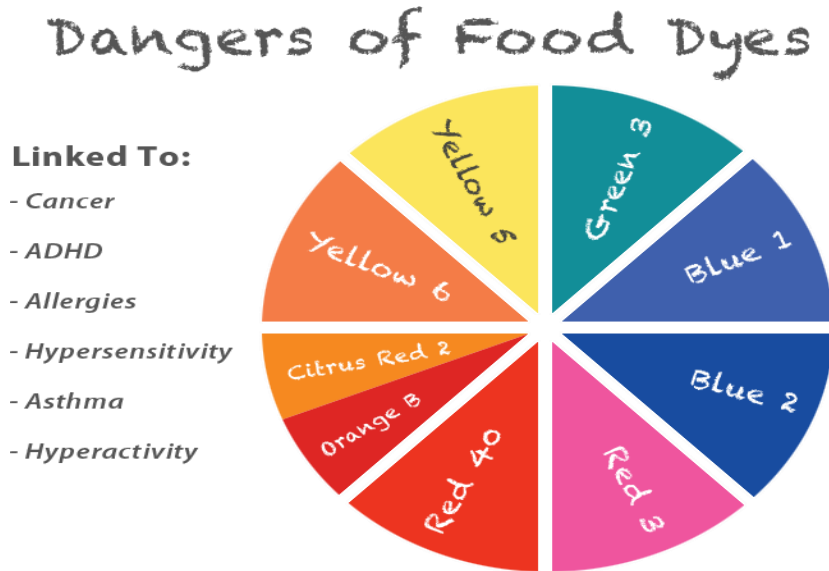 Dangers of Food Dyes
Linked To:
- Cancer
- ADHD
- Allergies
- Hypersensitivity
- Asthma
- Hyperactivity
Yellow 5
Green 3
Blue 1
Blue 2
Red 3
Red 40
Orange B
Citrus Red 2
Yellow 6